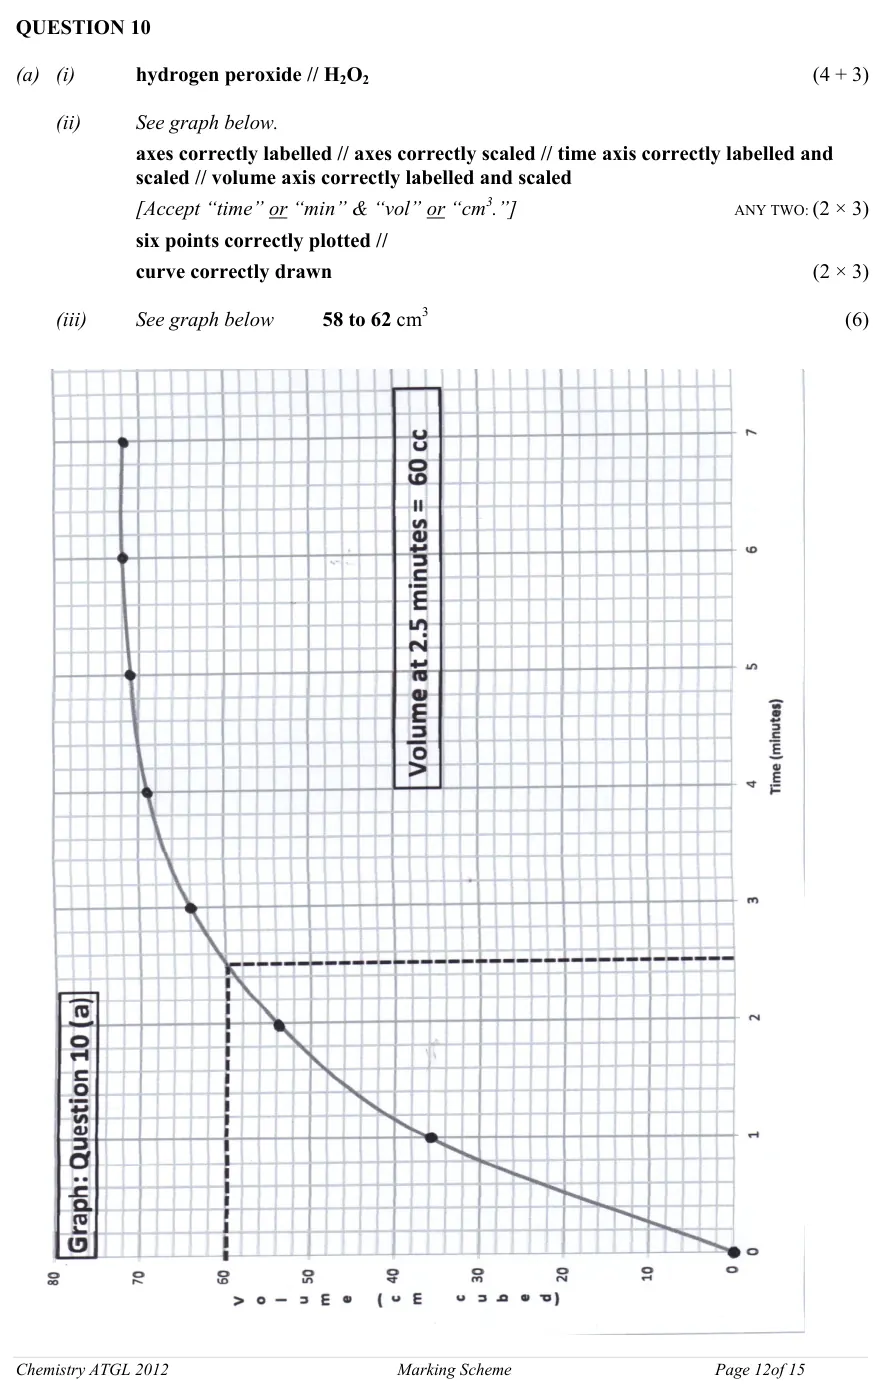 QUESTION 10
(a) (i) hydrogen peroxide // H₂O₂ (4 + 3)
(ii) See graph below.
axes correctly labelled // axes correctly scaled // time axis correctly labelled and
scaled // volume axis correctly labelled and scaled
[Accept “time” or “min” & “vol” or “cm³.”] ANY TWO: (2 × 3)
six points correctly plotted //
curve correctly drawn (2 × 3)
(iii) See graph below 58 to 62 cm³ (6)
Graph: Question 10 (a)
Volume at 2.5 minutes = 60 cc
80 70 60 50 40 30 20 10 0
Volume (cm cubed)
0 1 2 3 4 5 6 7
Time (minutes)
Chemistry ATGL 2012 Marking Scheme Page 12of 15